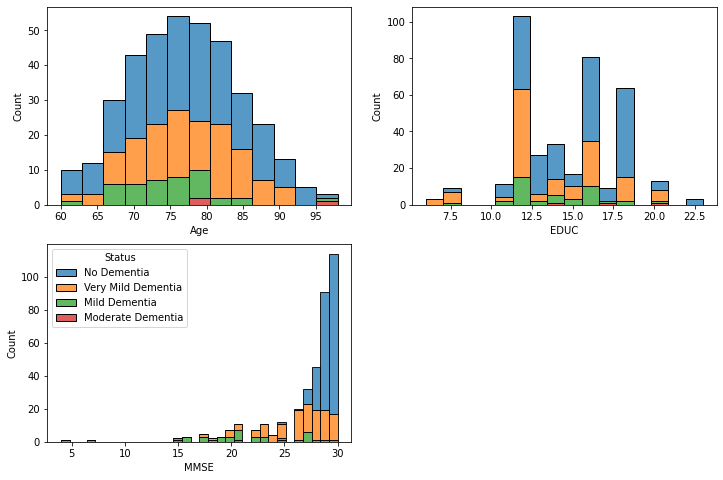 50
40
30
20
10
0
Count
60 65 70 75 80 85 90 95
Age
100
80
60
40
20
0
Count
7.5 10.0 12.5 15.0 17.5 20.0 22.5
EDUC
100
80
60
40
20
0
Count
Status
No Dementia
Very Mild Dementia
Mild Dementia
Moderate Dementia
5 10 15 20 25 30
MMSE